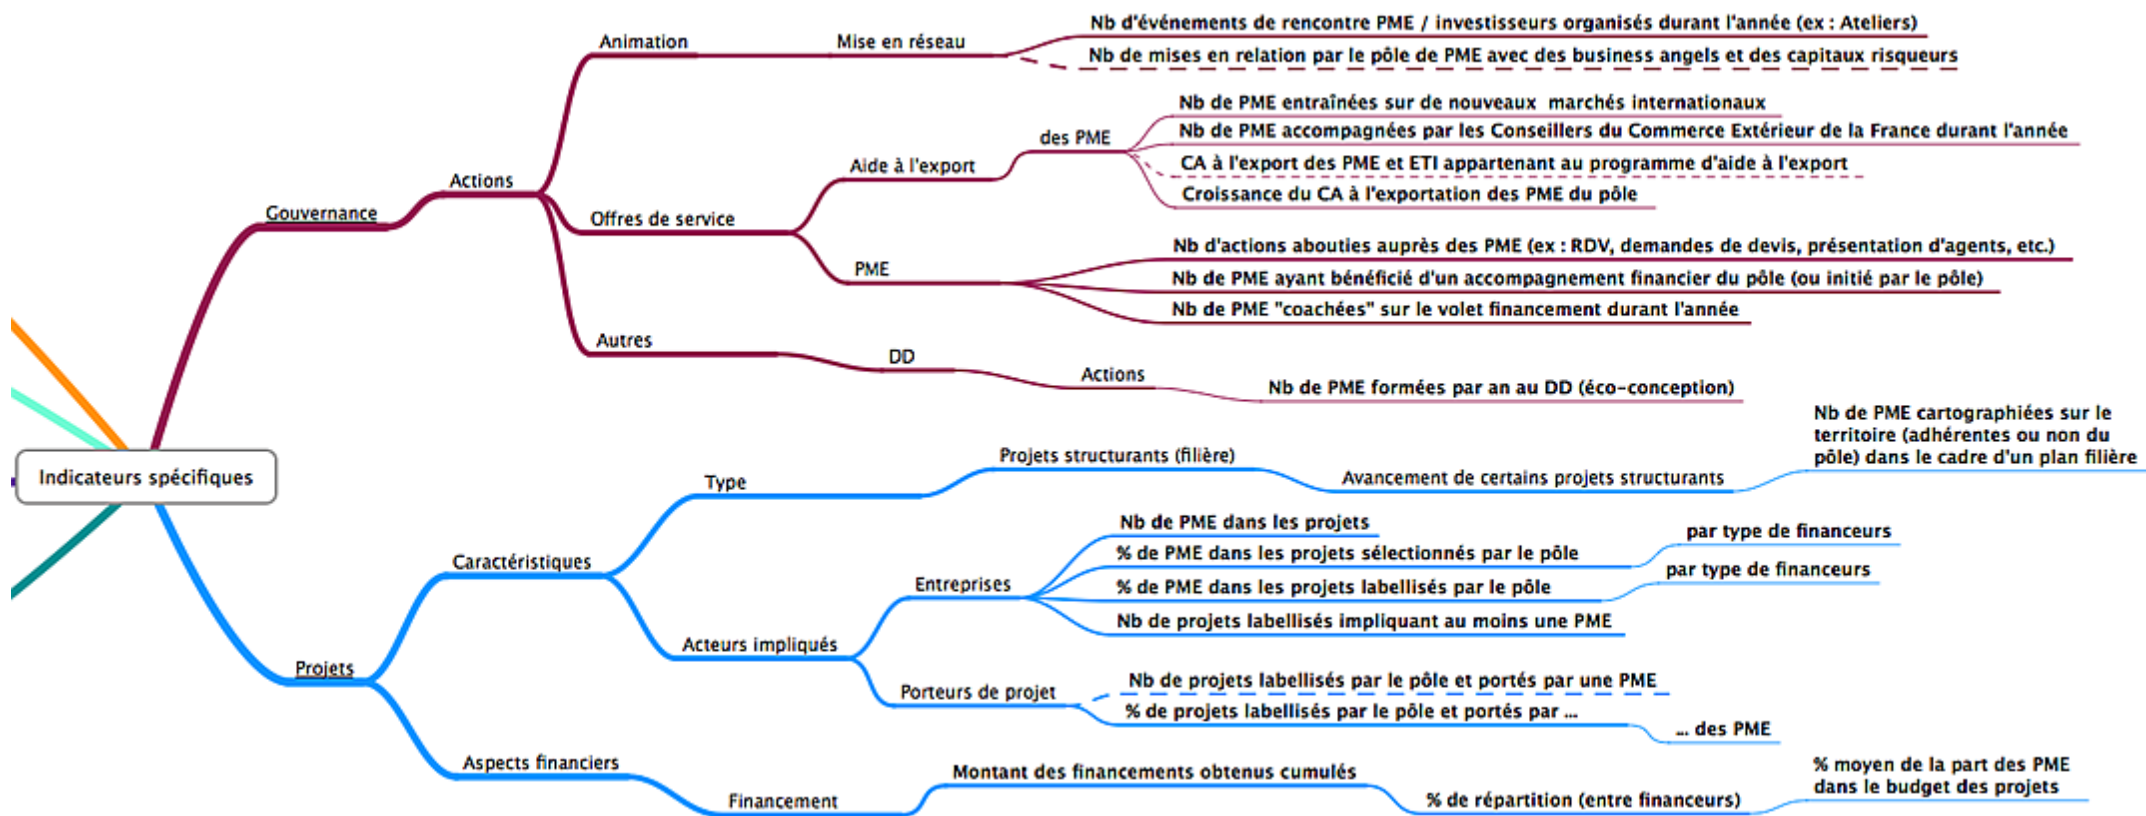 Indicateurs spécifiques
Gouvernance
Actions
Animation
Mise en réseau
Nb d'événements de rencontre PME / investisseurs organisés durant l'année (ex : Ateliers)
Nb de mises en relation par le pôle de PME avec des business angels et des capitaux risqueurs
Offres de service
Aide à l'export
des PME
Nb de PME entraînées sur de nouveaux marchés internationaux
Nb de PME accompagnées par les Conseillers du Commerce Extérieur de la France durant l'année
CA à l'export des PME et ETI appartenant au programme d'aide à l'export
Croissance du CA à l'exportation des PME du pôle
PME
Nb d'actions abouties auprès des PME (ex : RDV, demandes de devis, présentation d'agents, etc.)
Nb de PME ayant bénéficié d'un accompagnement financier du pôle (ou initié par le pôle)
Nb de PME "coachées" sur le volet financement durant l'année
Autres
DD
Actions
Nb de PME formées par an au DD (éco-conception)
Projets
Caractéristiques
Type
Projets structurants (filière)
Avancement de certains projets structurants
Nb de PME cartographiées sur le
territoire (adhérentes ou non du
pôle) dans le cadre d'un plan filière
Acteurs impliqués
Entreprises
Nb de PME dans les projets
% de PME dans les projets sélectionnés par le pôle
par type de financeurs
% de PME dans les projets labellisés par le pôle
par type de financeurs
Nb de projets labellisés impliquant au moins une PME
Porteurs de projet
Nb de projets labellisés par le pôle et portés par une PME
% de projets labellisés par le pôle et portés par ...
... des PME
Aspects financiers
Financement
Montant des financements obtenus cumulés
% de répartition (entre financeurs)
% moyen de la part des PME
dans le budget des projets